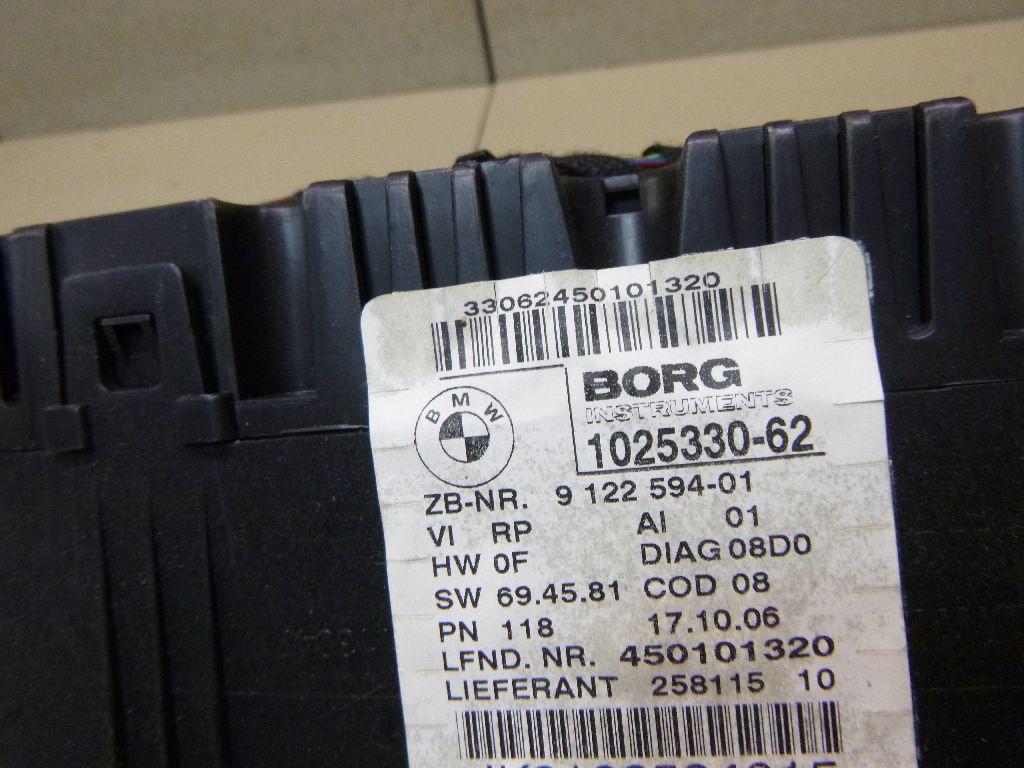 33062450101320
BMW
BORG
INSTRUMENTS
1025330-62
ZB-NR. 9 122 594-01
VI RP AI 01
HW 0F DIAG 08D0
SW 69.45.81 COD 08
PN 118 17.10.06
LFND. NR. 450101320
LIEFERANT 258115 10